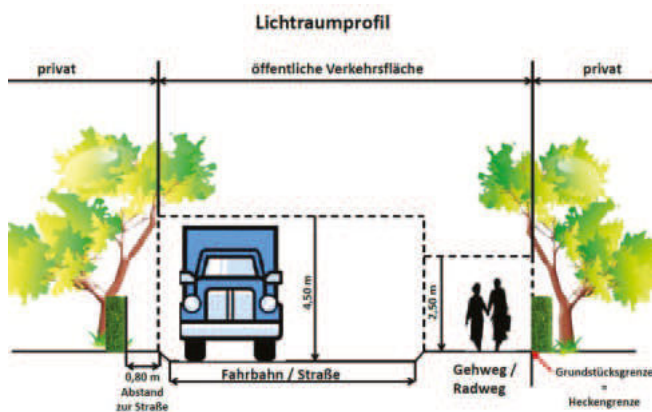 Lichtraumprofil
privat
öffentliche Verkehrsfläche
privat
4,50 m
2,50 m
0,80 m
Abstand
zur Straße
Fahrbahn / Straße
Gehweg /
Radweg
Grundstücksgrenze
=
Heckengrenze